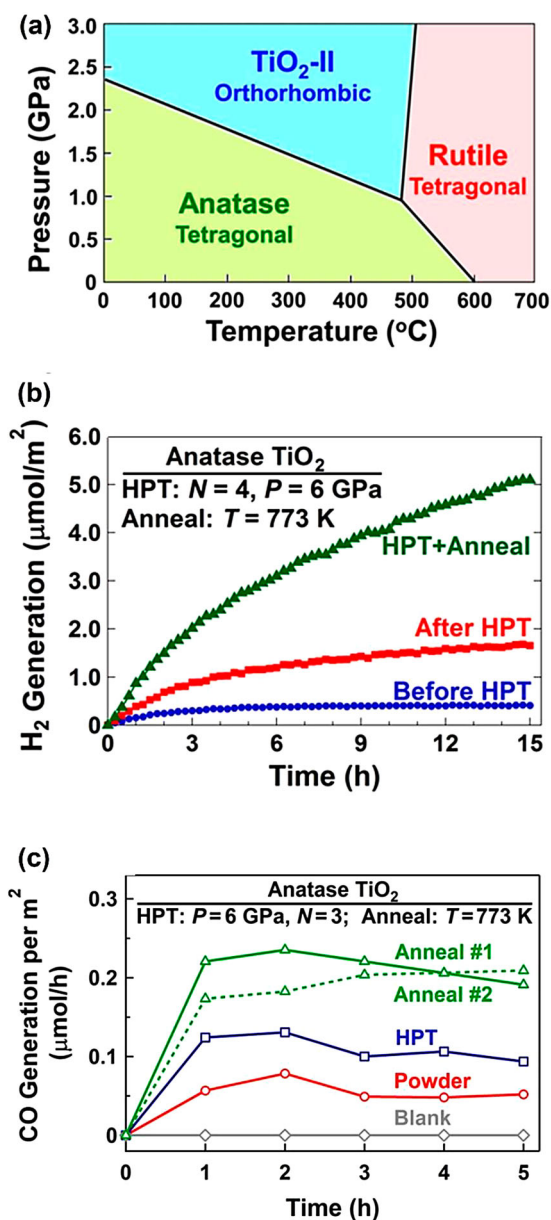 (a)
3.0
2.5
2.0
1.5
1.0
0.5
0
Pressure (GPa)
TiO₂-II
Orthorhombic
Rutile
Tetragonal
Anatase
Tetragonal
0 100 200 300 400 500 600 700
Temperature (°C)
(b)
6.0
5.0
4.0
3.0
2.0
1.0
0
H₂ Generation (μmol/m²)
Anatase TiO₂
HPT: N = 4, P = 6 GPa
Anneal: T = 773 K
HPT+Anneal
After HPT
Before HPT
0 3 6 9 12 15
Time (h)
(c)
0.3
0.2
0.1
0
CO Generation per m²
(μmol/h)
Anatase TiO₂
HPT: P = 6 GPa, N = 3; Anneal: T = 773 K
Anneal #1
Anneal #2
HPT
Powder
Blank
0 1 2 3 4 5
Time (h)